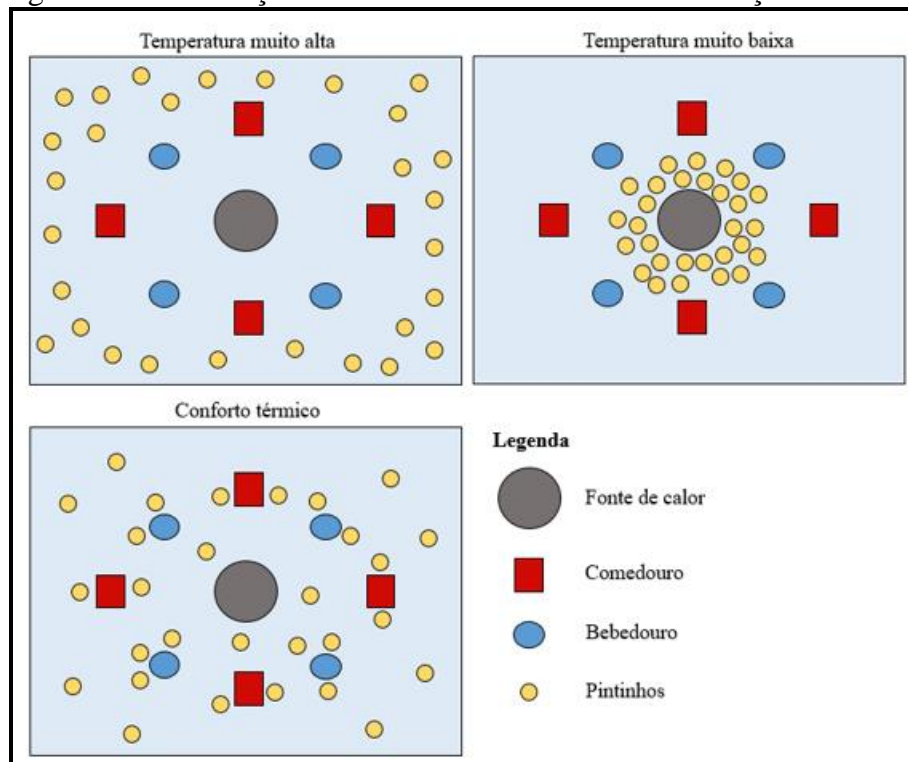 Temperatura muito alta
Temperatura muito baixa
Conforto térmico
Legenda
Fonte de calor
Comedouro
Bebedouro
Pintinhos